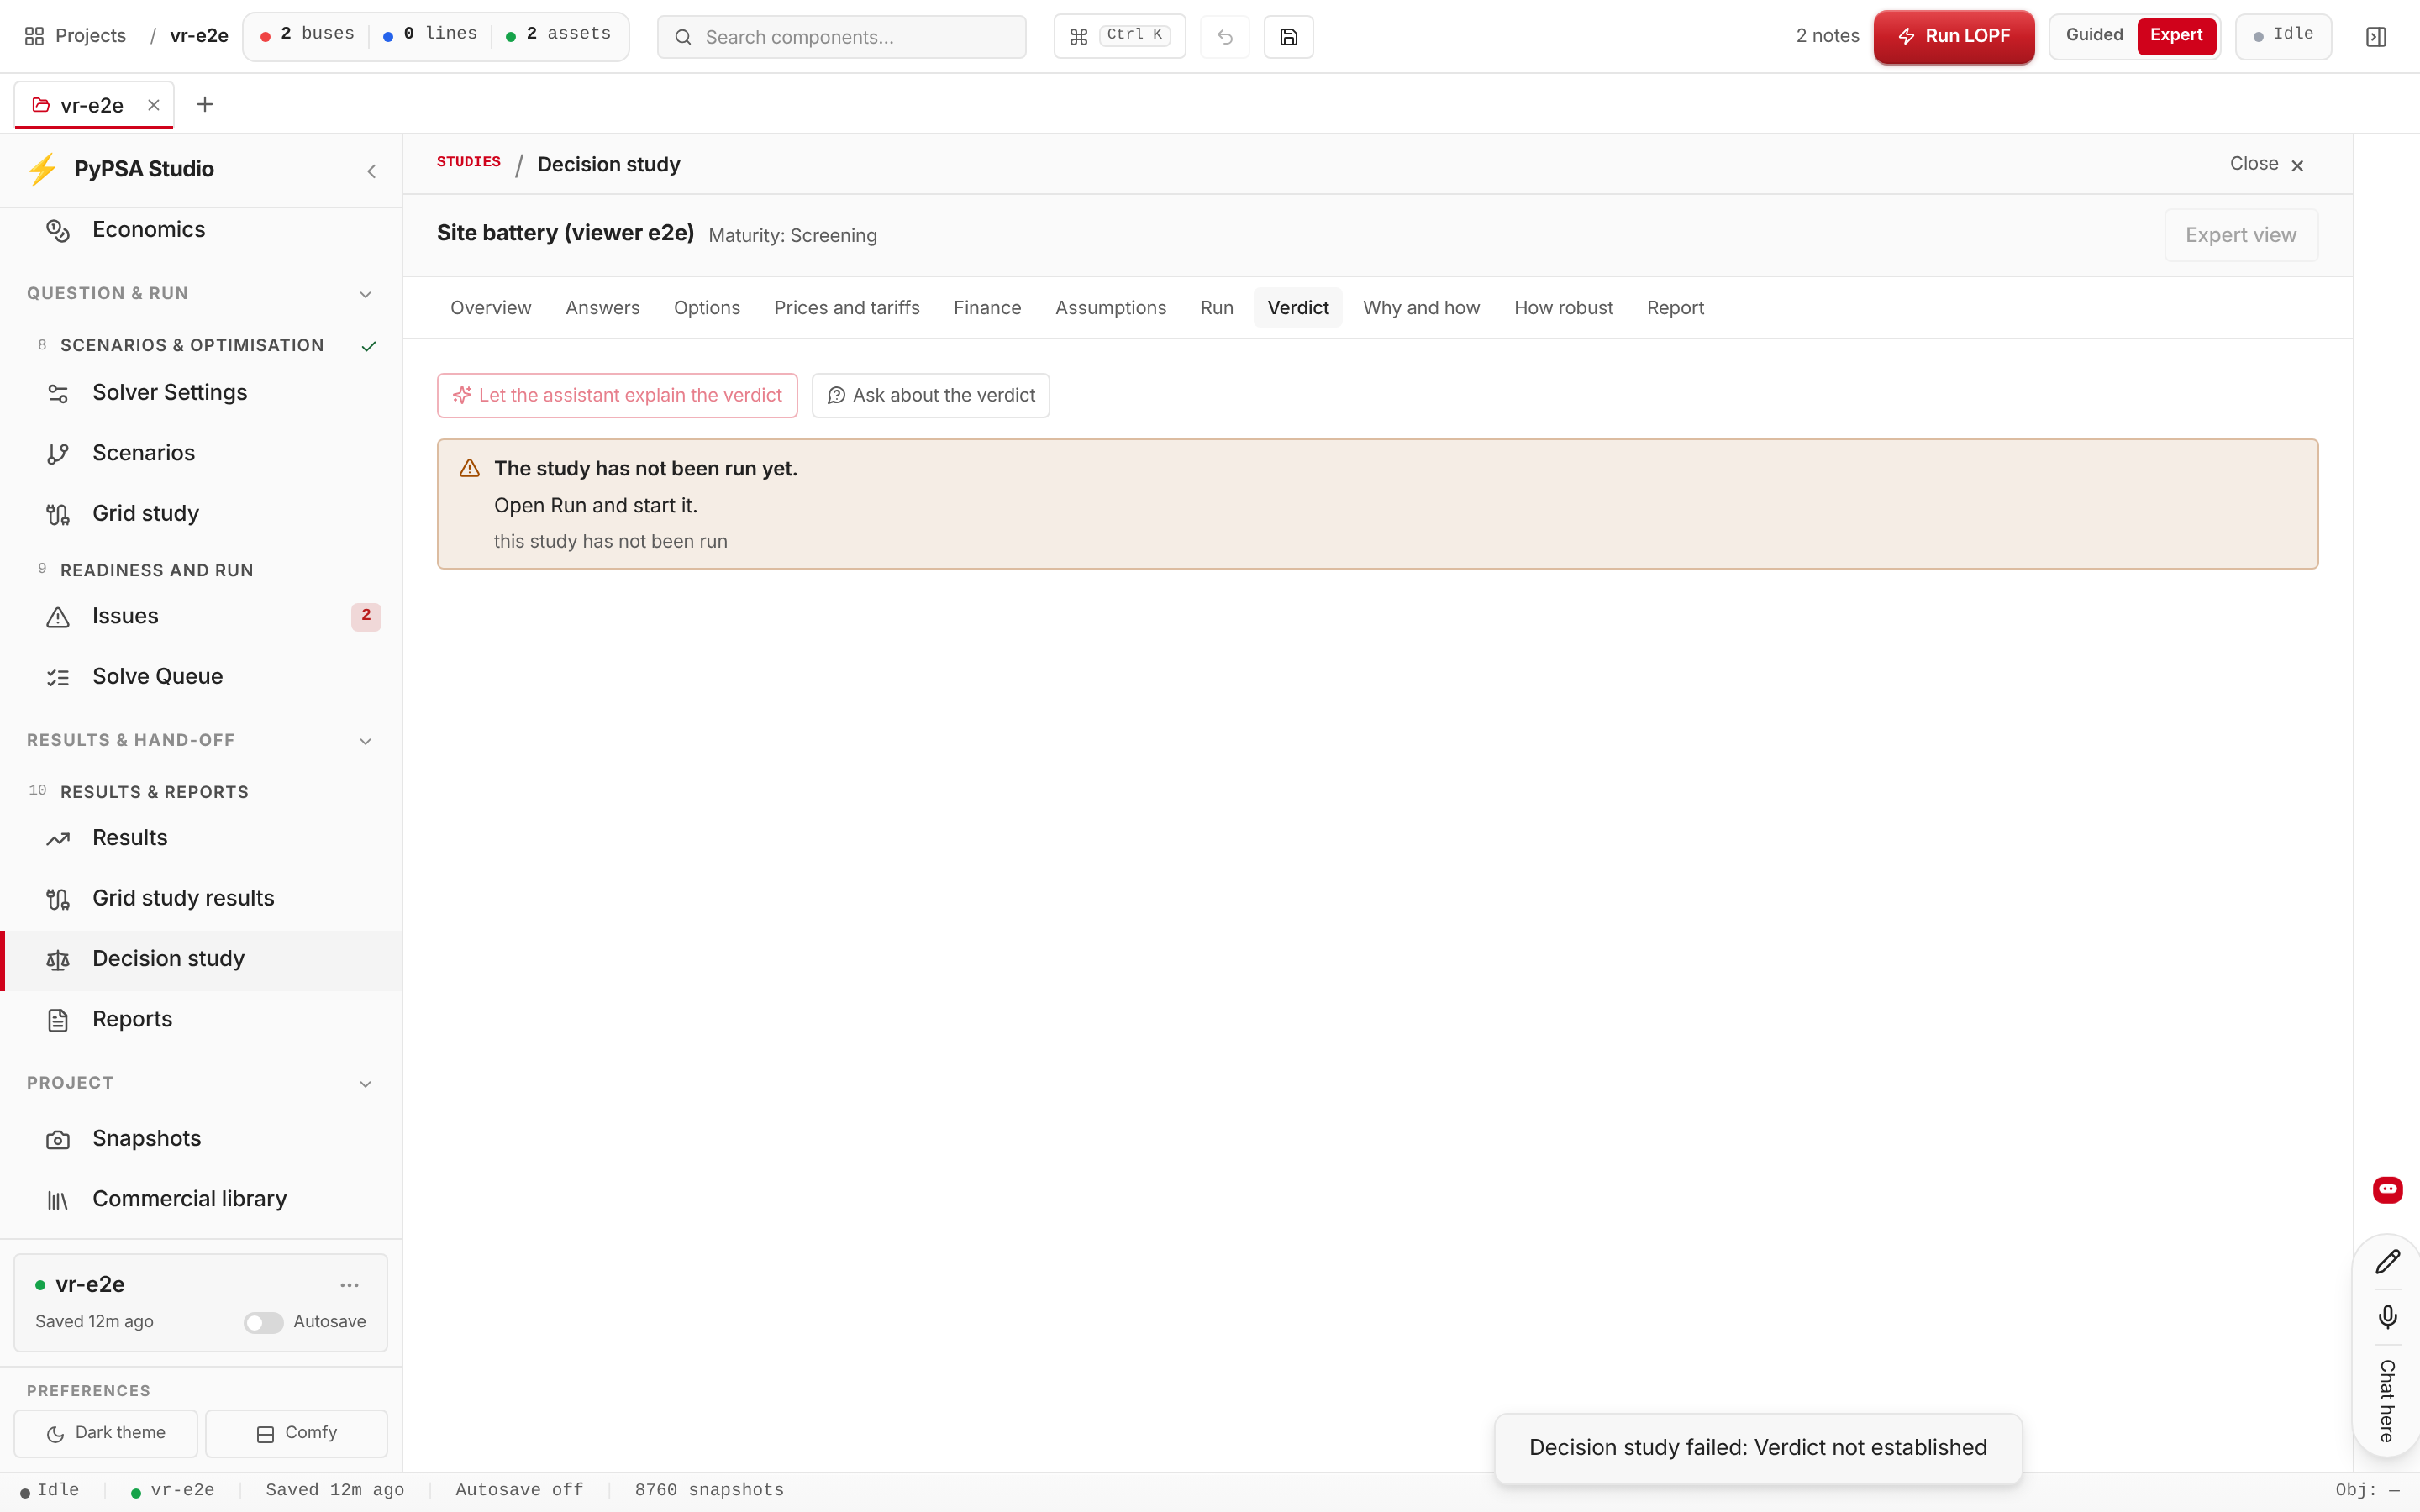 Projects / vr-e2e
2 buses
0 lines
2 assets
Search components...
Ctrl K
2 notes
Run LOPF
Guided
Expert
Idle
vr-e2e
PyPSA Studio
Economics
QUESTION & RUN
8 SCENARIOS & OPTIMISATION
Solver Settings
Scenarios
Grid study
9 READINESS AND RUN
Issues 2
Solve Queue
RESULTS & HAND-OFF
10 RESULTS & REPORTS
Results
Grid study results
Decision study
Reports
PROJECT
Snapshots
Commercial library
vr-e2e
Saved 12m ago
Autosave
PREFERENCES
Dark theme
Comfy
STUDIES / Decision study
Close
Site battery (viewer e2e) Maturity: Screening
Expert view
Overview
Answers
Options
Prices and tariffs
Finance
Assumptions
Run
Verdict
Why and how
How robust
Report
Let the assistant explain the verdict
Ask about the verdict
The study has not been run yet.
Open Run and start it.
this study has not been run
Chat here
Decision study failed: Verdict not established
Idle
vr-e2e
Saved 12m ago
Autosave off
8760 snapshots
Obj: —